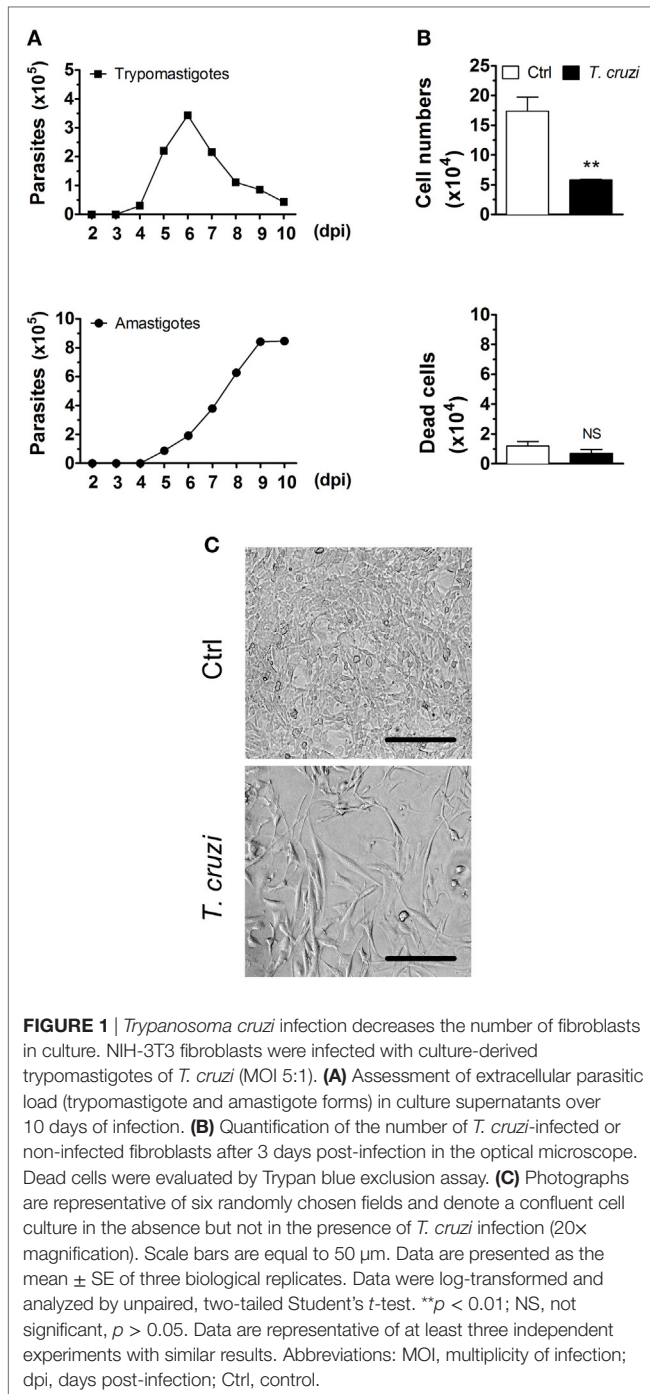 A
B
Trypomastigotes
Parasites (x10⁵)
5
4
3
2
1
0
2 3 4 5 6 7 8 9 10 (dpi)
Ctrl T. cruzi
Cell numbers
(x10⁴)
25
20
15
10
5
0
**
Amastigotes
Parasites (x10⁵)
10
8
6
4
2
0
2 3 4 5 6 7 8 9 10 (dpi)
Dead cells
(x10⁴)
10
8
6
4
2
0
NS
C
Ctrl
T. cruzi
FIGURE 1 | Trypanosoma cruzi infection decreases the number of fibroblasts
in culture. NIH-3T3 fibroblasts were infected with culture-derived
trypomastigotes of T. cruzi (MOI 5:1). (A) Assessment of extracellular parasitic
load (trypomastigote and amastigote forms) in culture supernatants over
10 days of infection. (B) Quantification of the number of T. cruzi-infected or
non-infected fibroblasts after 3 days post-infection in the optical microscope.
Dead cells were evaluated by Trypan blue exclusion assay. (C) Photographs
are representative of six randomly chosen fields and denote a confluent cell
culture in the absence but not in the presence of T. cruzi infection (20×
magnification). Scale bars are equal to 50 µm. Data are presented as the
mean ± SE of three biological replicates. Data were log-transformed and
analyzed by unpaired, two-tailed Student's t-test. **p < 0.01; NS, not
significant, p > 0.05. Data are representative of at least three independent
experiments with similar results. Abbreviations: MOI, multiplicity of infection;
dpi, days post-infection; Ctrl, control.